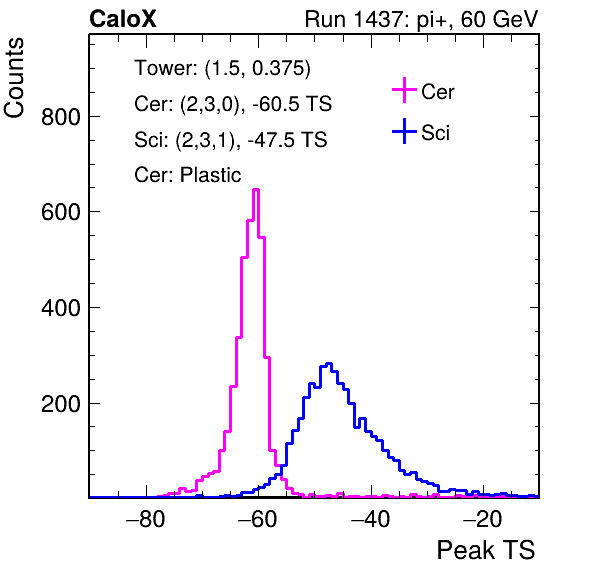 CaloX Run 1437: pi+, 60 GeV
Tower: (1.5, 0.375)
Cer: (2,3,0), -60.5 TS
Sci: (2,3,1), -47.5 TS
Cer: Plastic
Cer
Sci
Counts
800
600
400
200
−80 −60 −40 −20
Peak TS